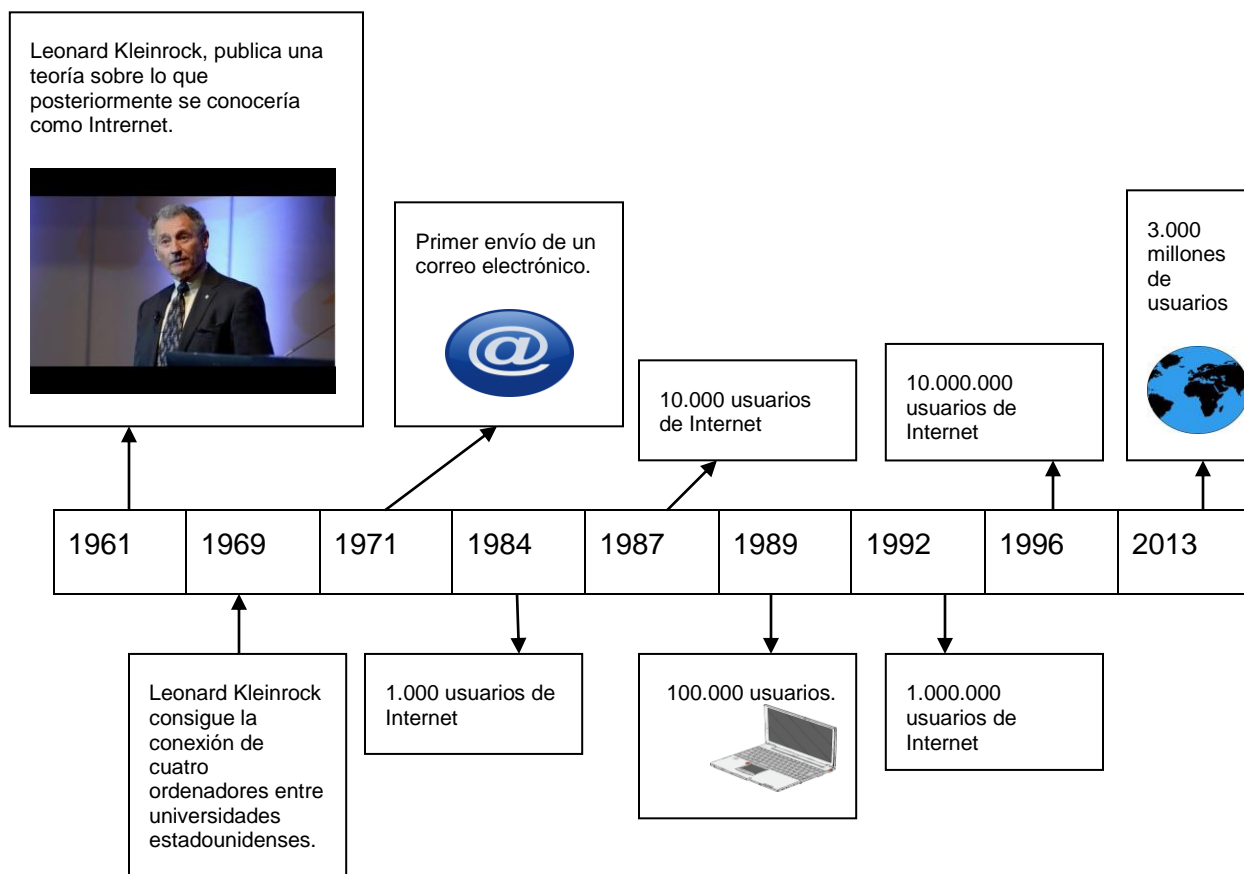 Leonard Kleinrock, publica una
teoría sobre lo que
posteriormente se conocería
como Intrernet.
Primer envío de un
correo electrónico.
@
10.000 usuarios
de Internet
10.000.000
usuarios de
Internet
3.000
millones
de
usuarios
1961 1969 1971 1984 1987 1989 1992 1996 2013
Leonard Kleinrock
consigue la
conexión de
cuatro
ordenadores entre
universidades
estadounidenses.
1.000 usuarios de
Internet
100.000 usuarios.
1.000.000
usuarios de
Internet